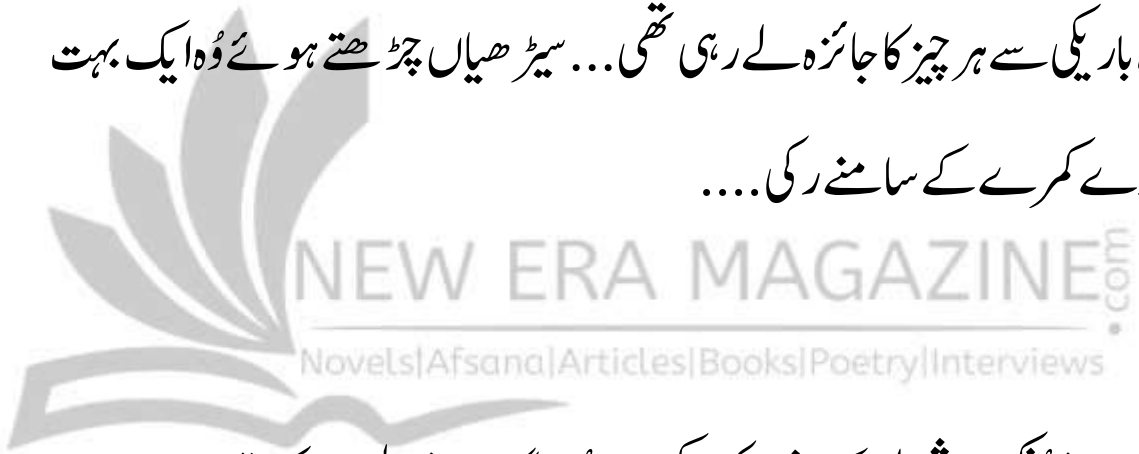 باریکی سے ہر چیز کا جائزہ لے رہی تھی... سیڑھیاں چڑھتے ہوئے وُہ ایک بہت
کمرے کے سامنے رکی....
NEW ERA MAGAZINE.com
Novels|Afsana|Articles|Books|Poetry|Interviews